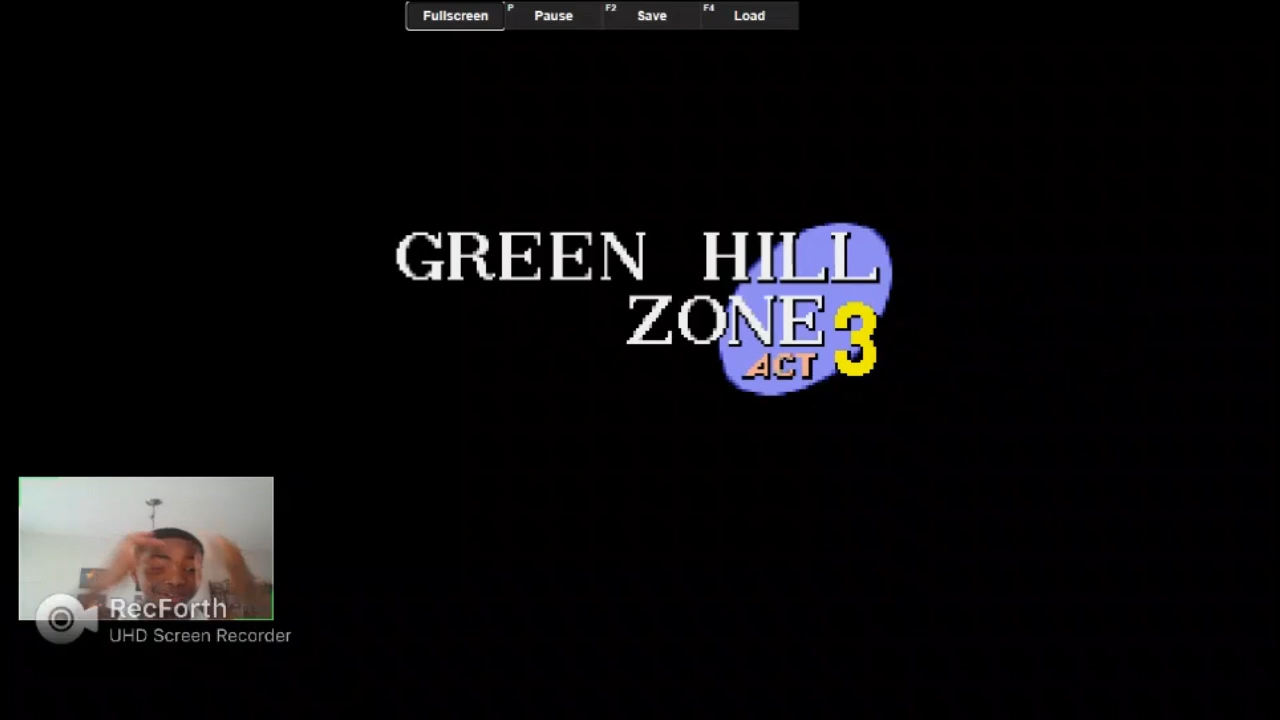 Fullscreen
P Pause
F2 Save
F4 Load
GREEN HILL
ZONE 3
ACT
RecForth
UHD Screen Recorder